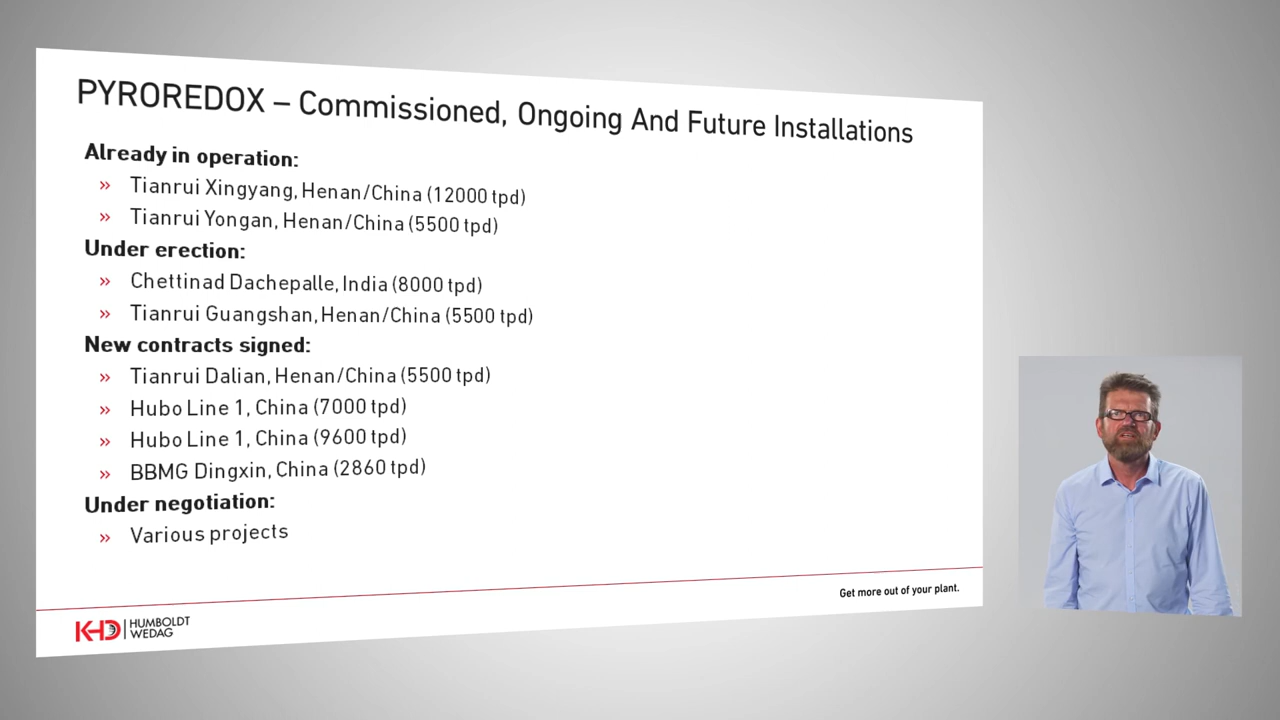 PYROREDOX – Commissioned, Ongoing And Future Installations
Already in operation:
» Tianrui Xingyang, Henan/China (12000 tpd)
» Tianrui Yongan, Henan/China (5500 tpd)
Under erection:
» Chettinad Dachepalle, India (8000 tpd)
» Tianrui Guangshan, Henan/China (5500 tpd)
New contracts signed:
» Tianrui Dalian, Henan/China (5500 tpd)
» Hubo Line 1, China (7000 tpd)
» Hubo Line 1, China (9600 tpd)
» BBMG Dingxin, China (2860 tpd)
Under negotiation:
» Various projects
Get more out of your plant.
KHD HUMBOLDT
WEDAG